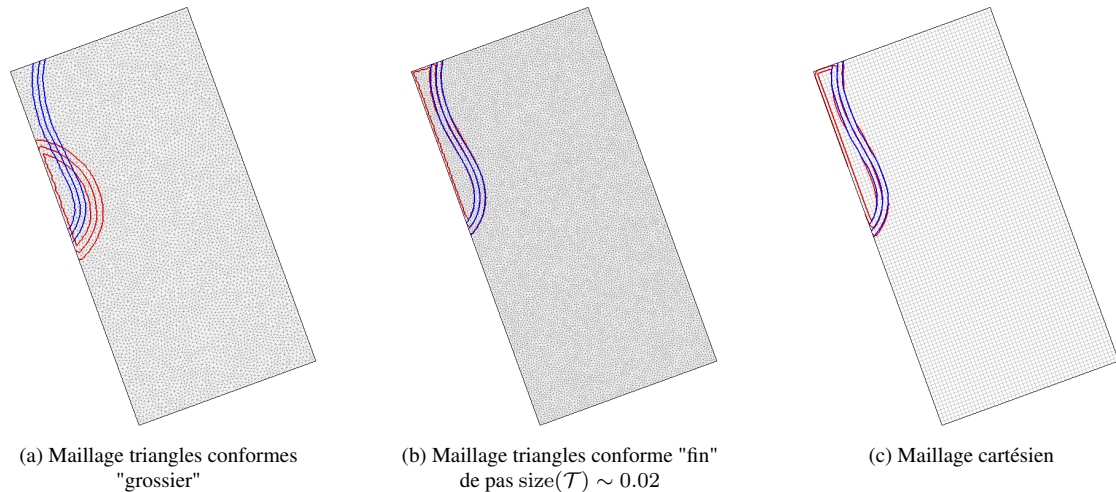 (a) Maillage triangles conformes
"grossier"
(b) Maillage triangles conforme "fin"
de pas size(𝒯) ∼ 0.02
(c) Maillage cartésien